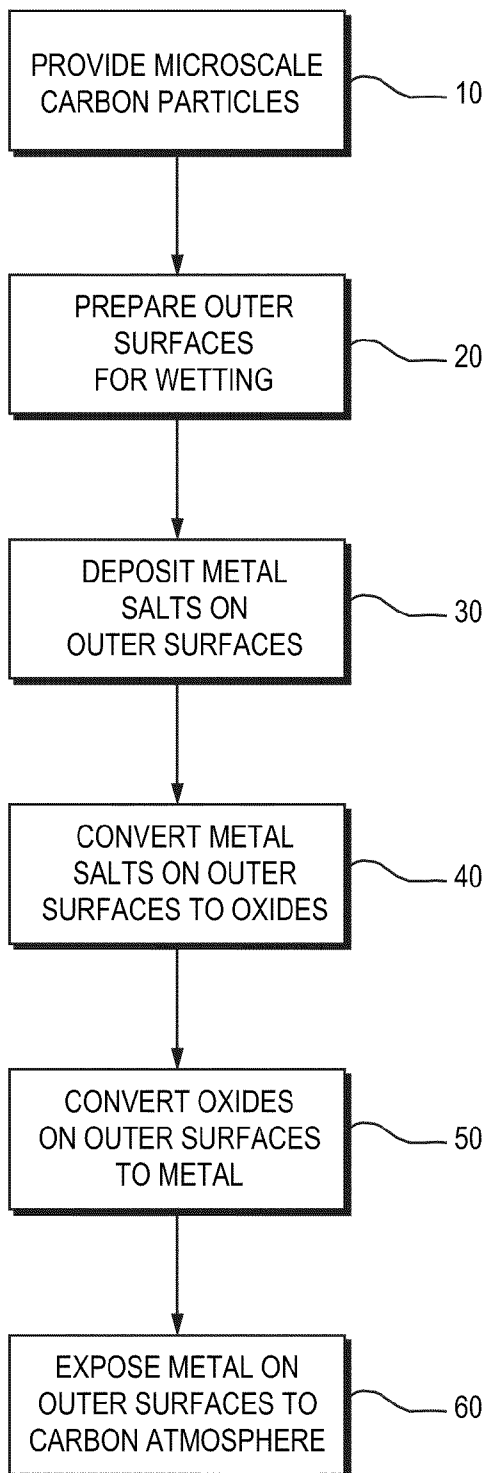 PROVIDE MICROSCALE
CARBON PARTICLES
10
PREPARE OUTER
SURFACES
FOR WETTING
20
DEPOSIT METAL
SALTS ON
OUTER SURFACES
30
CONVERT METAL
SALTS ON OUTER
SURFACES TO OXIDES
40
CONVERT OXIDES
ON OUTER SURFACES
TO METAL
50
EXPOSE METAL ON
OUTER SURFACES TO
CARBON ATMOSPHERE
60